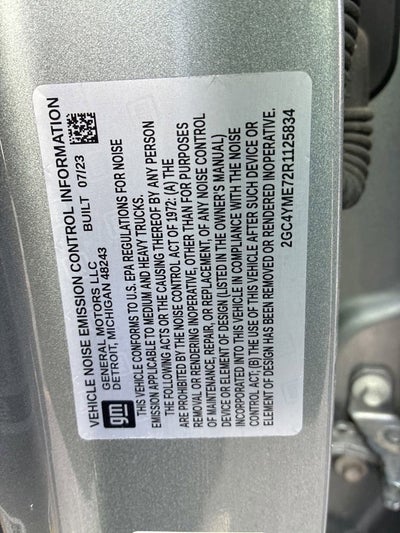 VEHICLE NOISE EMISSION CONTROL INFORMATION
GENERAL MOTORS LLC BUILT 07/23
DETROIT, MICHIGAN 48243
gm
THIS VEHICLE CONFORMS TO U.S. EPA REGULATIONS FOR NOISE
EMISSION APPLICABLE TO MEDIUM AND HEAVY TRUCKS.
THE FOLLOWING ACTS OR THE CAUSING THEREOF BY ANY PERSON
ARE PROHIBITED BY THE NOISE CONTROL ACT OF 1972: (A) THE
REMOVAL OR RENDERING INOPERATIVE, OTHER THAN FOR PURPOSES
OF MAINTENANCE, REPAIR, OR REPLACEMENT, OF ANY NOISE CONTROL
DEVICE OR ELEMENT OF DESIGN (LISTED IN THE OWNER'S MANUAL)
INCORPORATED INTO THIS VEHICLE IN COMPLIANCE WITH THE NOISE
CONTROL ACT; (B) THE USE OF THIS VEHICLE AFTER SUCH DEVICE OR
ELEMENT OF DESIGN HAS BEEN REMOVED OR RENDERED INOPERATIVE.
2GC4YME72R1125834